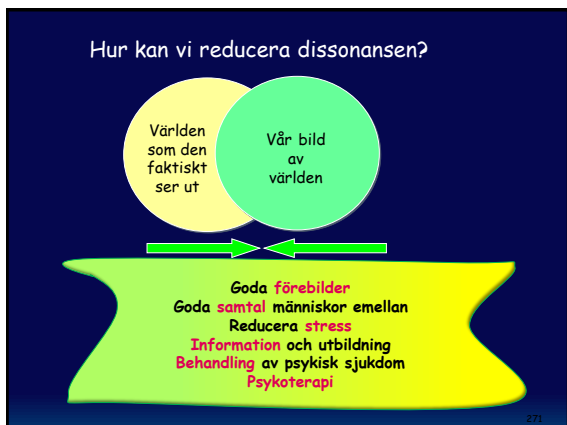 Hur kan vi reducera dissonansen?
Världen
som den
faktiskt
ser ut
Vår bild
av
världen
Goda förebilder
Goda samtal människor emellan
Reducera stress
Information och utbildning
Behandling av psykisk sjukdom
Psykoterapi
271